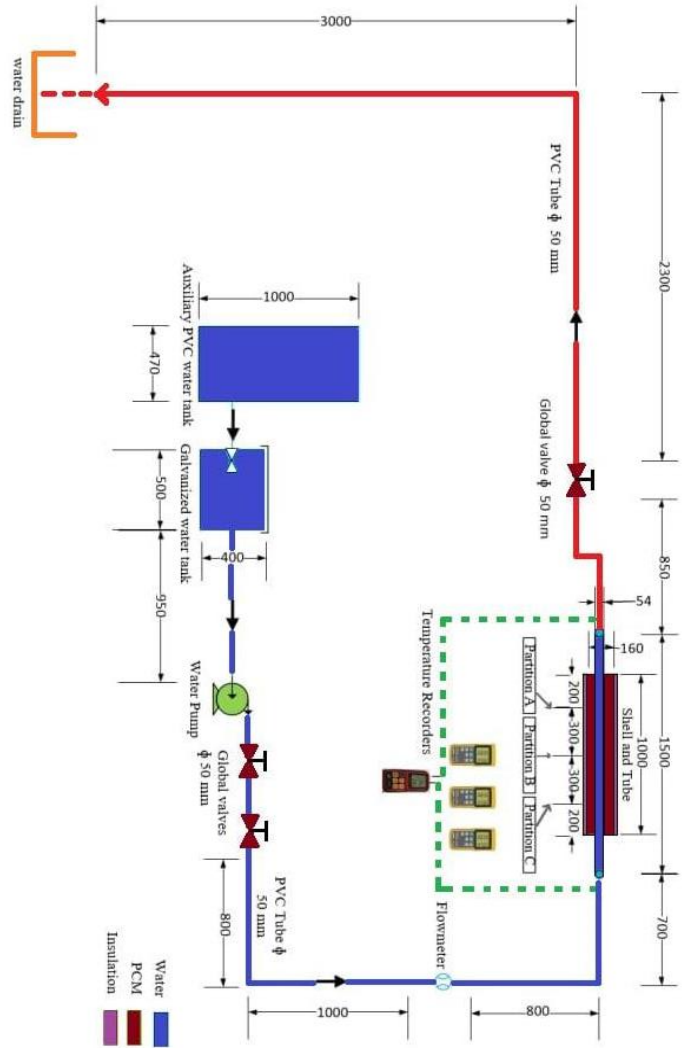 2300
850
1500
700
1000
54
160
Shell and Tube
200
300
300
200
PVC Tube ϕ 50 mm
Global valve ϕ 50 mm
Partition A
Partition B
Partition C
800
3000
Temperature Recorders
Flowmeter
1000
1000
400
PVC Tube ϕ
50 mm
800
Global valves
ϕ 50 mm
Water Pump
Auxiliary PVC water tank
Galvanized water tank
470
500
950
water drain
Water
PCM
Insulation